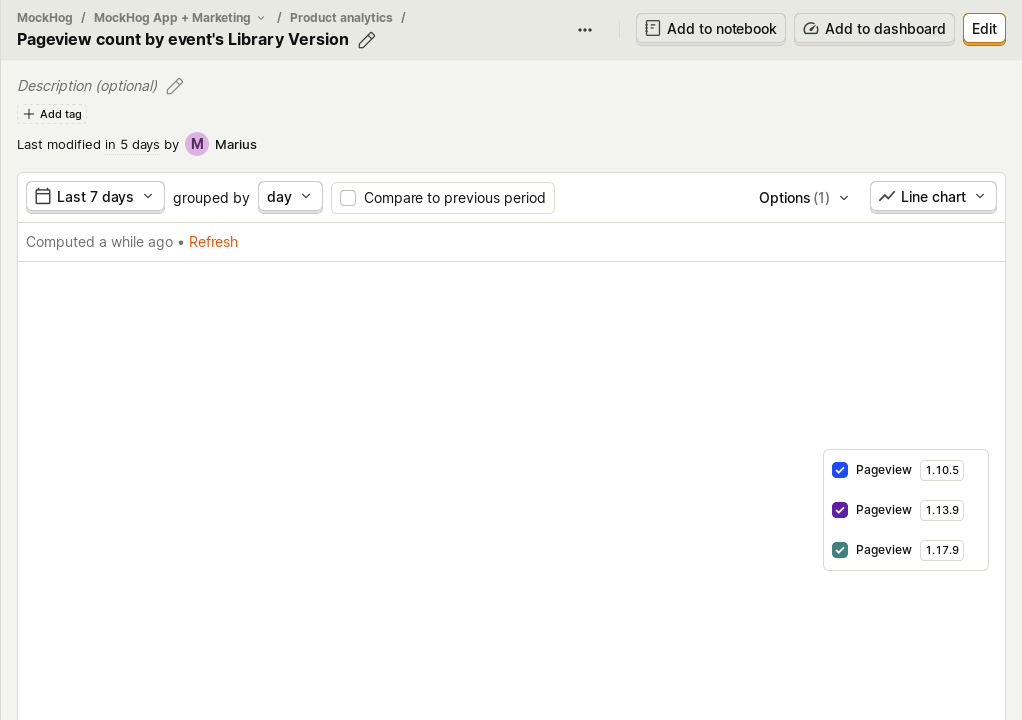 MockHog / MockHog App + Marketing / Product analytics /
Pageview count by event's Library Version
Add to notebook
Add to dashboard
Edit
Description (optional)
Add tag
Last modified in 5 days by M Marius
Last 7 days grouped by day Compare to previous period Options (1) Line chart
Computed a while ago • Refresh
Pageview 1.10.5
Pageview 1.13.9
Pageview 1.17.9